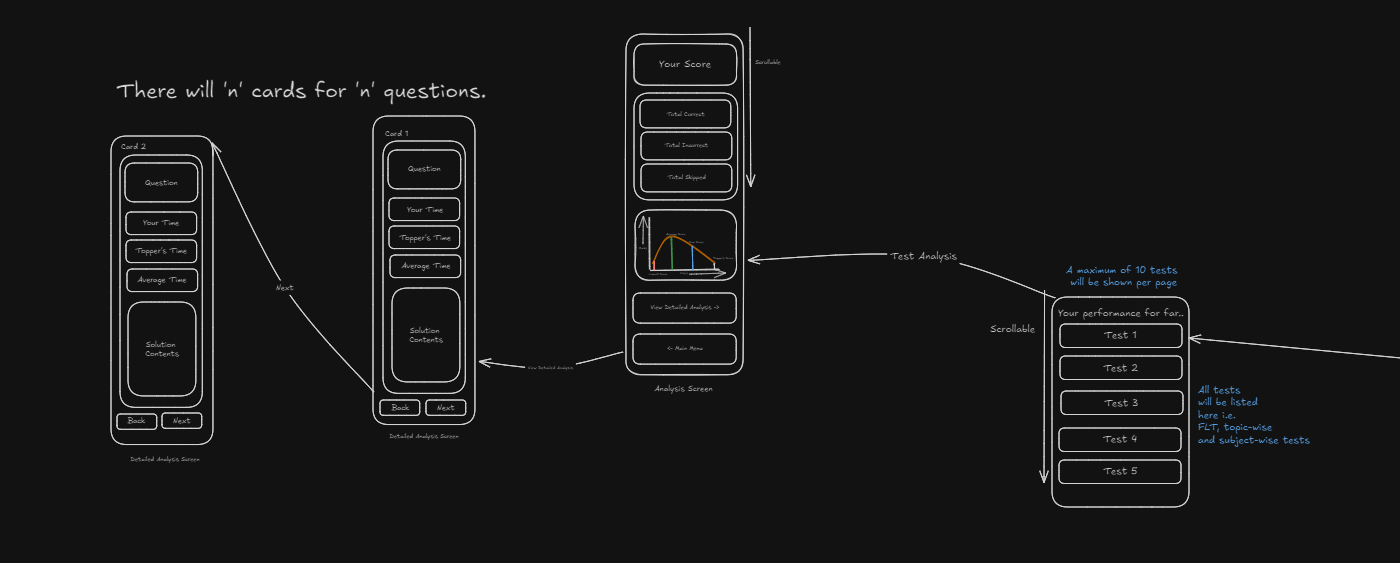 There will 'n' cards for 'n' questions.
Card 2
Question
Your Time
Topper's Time
Average Time
Solution
Contents
Back
Next
Detailed Analysis Screen
Next
Card 1
Question
Your Time
Topper's Time
Average Time
Solution
Contents
Back
Next
Detailed Analysis Screen
View Detailed Analysis
Your Score
Scrollable
Total Correct
Total Incorrect
Total Skipped
View Detailed Analysis ->
<- Main Menu
Analysis Screen
Test Analysis
A maximum of 10 tests
will be shown per page
Scrollable
Your performance for far..
Test 1
Test 2
Test 3
Test 4
Test 5
All tests
will be listed
here i.e.
FLT, topic-wise
and subject-wise tests